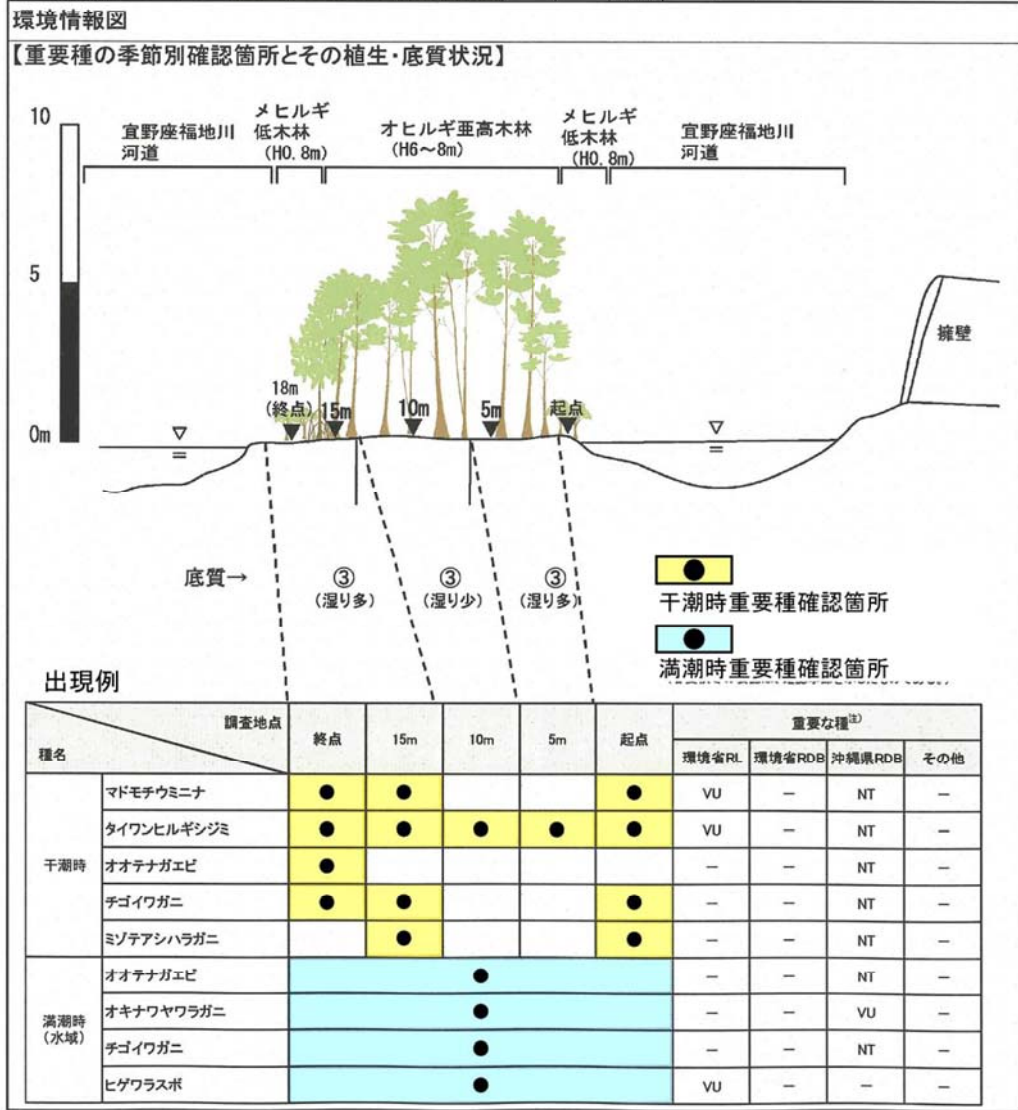 環境情報図
【重要種の季節別確認箇所とその植生・底質状況】
10
5
0m
宜野座福地川
河道
メヒルギ
低木林
(H0.8m)
オヒルギ亜高木林
(H6～8m)
メヒルギ
低木林
(H0.8m)
宜野座福地川
河道
擁壁
18m
(終点)
15m
10m
5m
起点
底質→
③
(湿り多)
③
(湿り少)
③
(湿り多)
干潮時重要種確認箇所
満潮時重要種確認箇所
出現例
調査地点
種名
終点 15m 10m 5m 起点
重要な種注)
環境省RL 環境省RDB 沖縄県RDB その他
干潮時
マドモチウミニナ ● ● ● VU － NT －
タイワンヒルギシジミ ● ● ● ● ● VU － NT －
オオテナガエビ ● － － NT －
チゴイワガニ ● ● ● － － NT －
ミゾテアシハラガニ ● ● － － NT －
満潮時
(水域)
オオテナガエビ ● － － NT －
オキナワヤワラガニ ● － － VU －
チゴイワガニ ● － － NT －
ヒゲワラスボ ● VU － － －